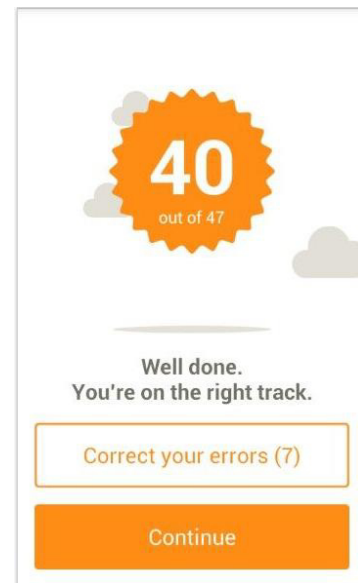 40
out of 47
Well done.
You're on the right track.
Correct your errors (7)
Continue